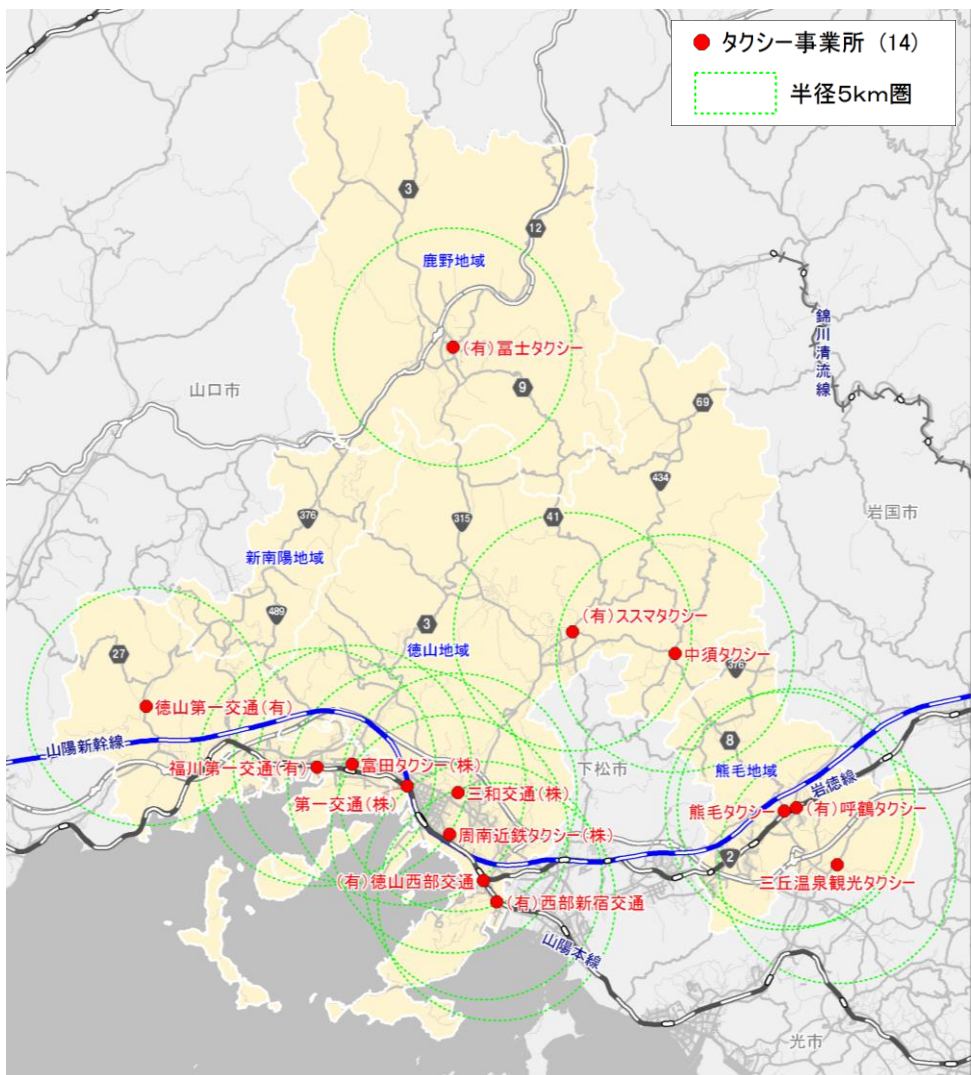 タクシー事業所 (14)
半径5km圏
3
12
鹿野地域
(有)冨士タクシー
錦川清流線
山口市
9
69
434
岩国市
376
315
41
新南陽地域
489
(有)ススマタクシー
3
徳山地域
27
中須タクシー
376
徳山第一交通(有)
山陽新幹線
8
福川第一交通(有)
富田タクシー(株)
下松市
熊毛地域
岩徳線
第一交通(株)
三和交通(株)
熊毛タクシー
(有)呼鶴タクシー
周南近鉄タクシー(株)
2
(有)徳山西部交通
三丘温泉観光タクシー
(有)西部新宿交通
山陽本線
光市